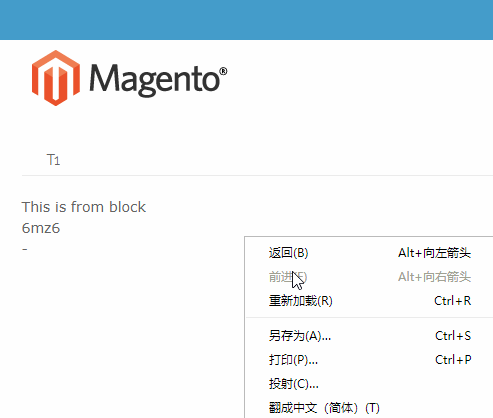 Magento®
T1
This is from block
6mz6
-
返回(B) Alt+向左箭头
前进(F) Alt+向右箭头
重新加载(R) Ctrl+R
另存为(A)... Ctrl+S
打印(P)... Ctrl+P
投射(C)...
翻成中文（简体）(T)